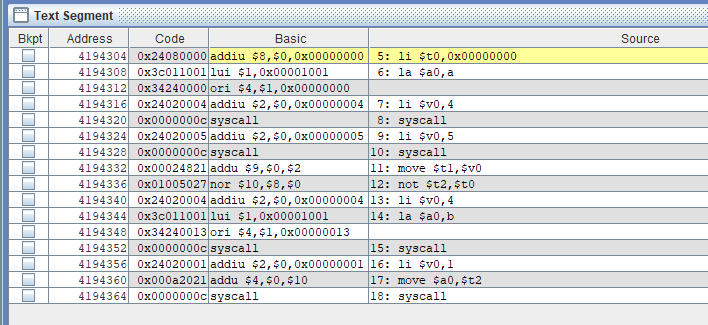 Text Segment
Bkpt Address Code Basic Source
4194304 0x24080000 addiu $8,$0,0x00000000 5: li $t0,0x00000000
4194308 0x3c011001 lui $1,0x00001001 6: la $a0,a
4194312 0x34240000 ori $4,$1,0x00000000
4194316 0x24020004 addiu $2,$0,0x00000004 7: li $v0,4
4194320 0x0000000c syscall 8: syscall
4194324 0x24020005 addiu $2,$0,0x00000005 9: li $v0,5
4194328 0x0000000c syscall 10: syscall
4194332 0x00024821 addu $9,$0,$2 11: move $t1,$v0
4194336 0x01005027 nor $10,$8,$0 12: not $t2,$t0
4194340 0x24020004 addiu $2,$0,0x00000004 13: li $v0,4
4194344 0x3c011001 lui $1,0x00001001 14: la $a0,b
4194348 0x34240013 ori $4,$1,0x00000013
4194352 0x0000000c syscall 15: syscall
4194356 0x24020001 addiu $2,$0,0x00000001 16: li $v0,1
4194360 0x000a2021 addu $4,$0,$10 17: move $a0,$t2
4194364 0x0000000c syscall 18: syscall